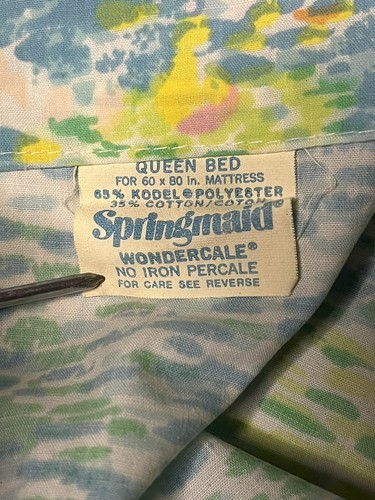 QUEEN BED
FOR 60 x 80 In. MATTRESS
65% KODEL® POLYESTER
35% COTTON/COTON
Springmaid®
WONDERCALE®
NO IRON PERCALE
FOR CARE SEE REVERSE